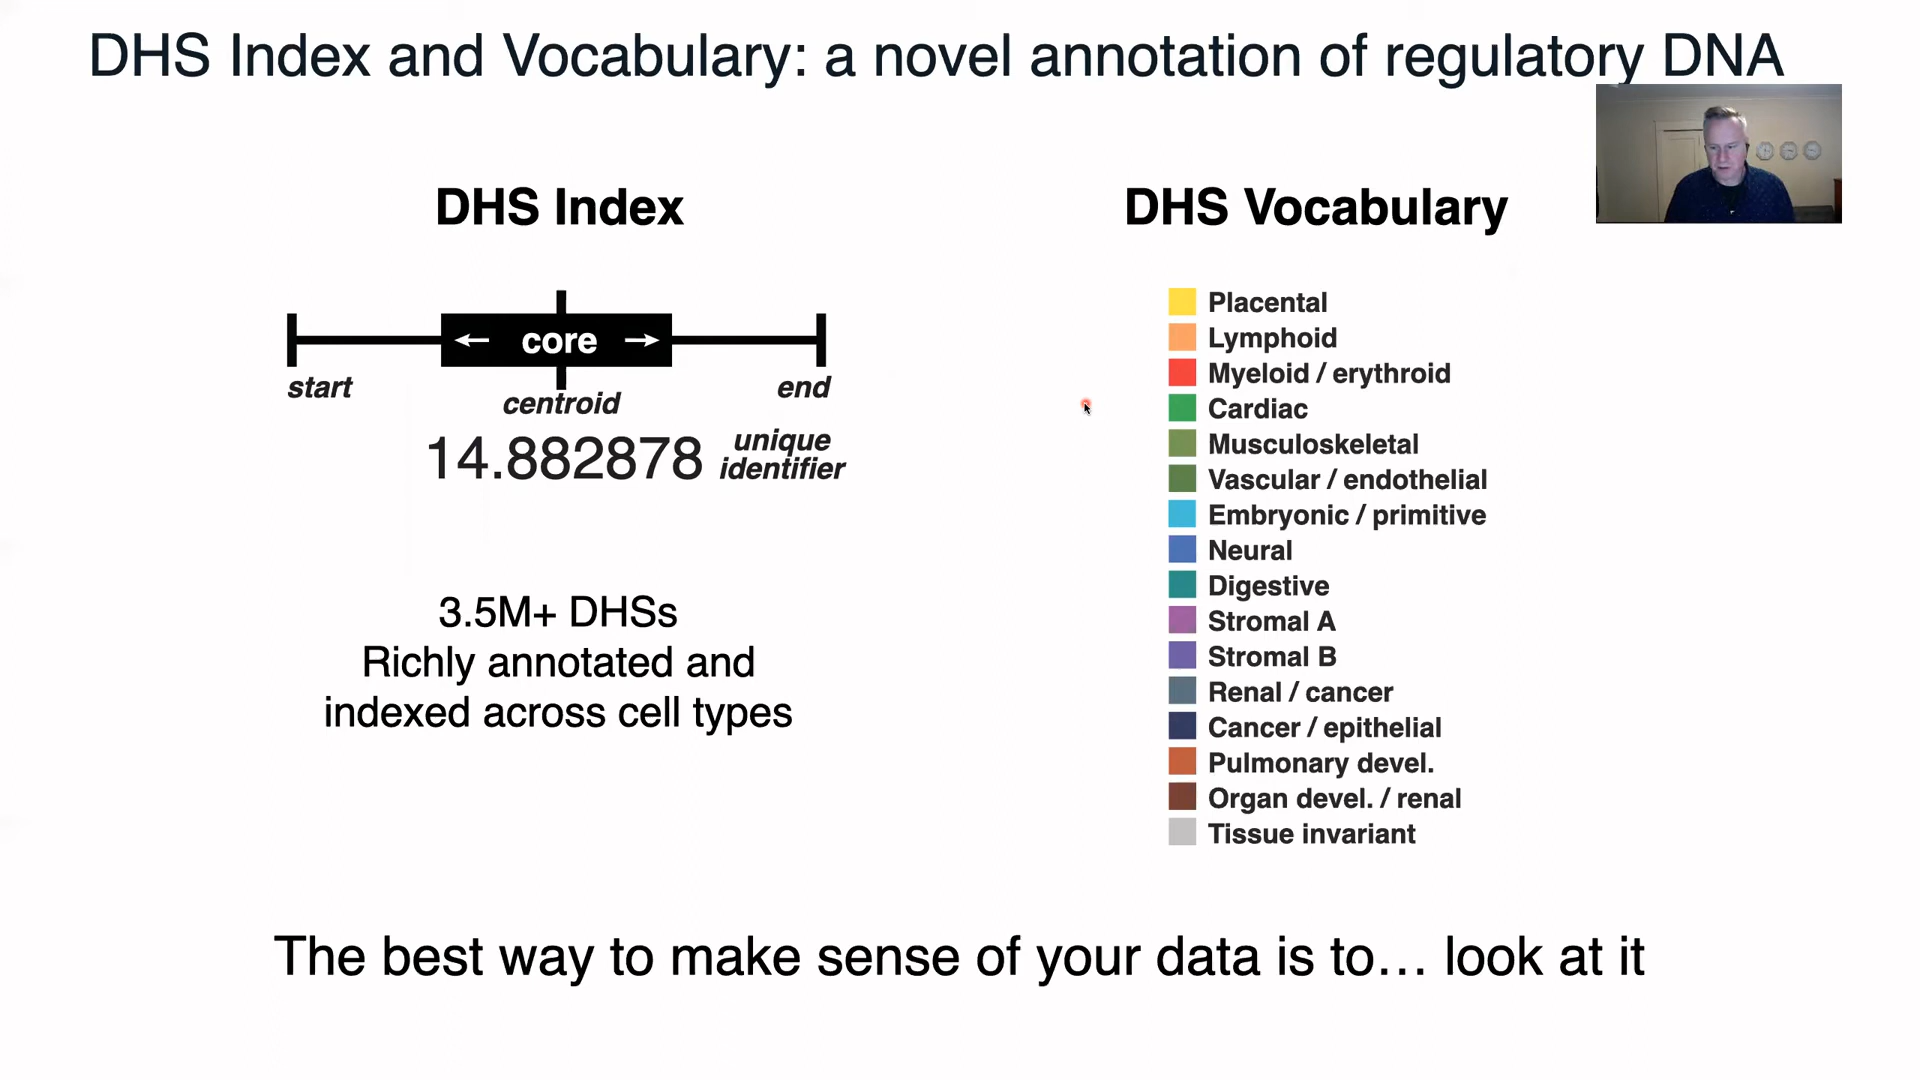 DHS Index and Vocabulary: a novel annotation of regulatory DNA
DHS Index
← core →
start
end
centroid
14.882878
unique
identifier
3.5M+ DHSs
Richly annotated and
indexed across cell types
DHS Vocabulary
Placental
Lymphoid
Myeloid / erythroid
Cardiac
Musculoskeletal
Vascular / endothelial
Embryonic / primitive
Neural
Digestive
Stromal A
Stromal B
Renal / cancer
Cancer / epithelial
Pulmonary devel.
Organ devel. / renal
Tissue invariant
The best way to make sense of your data is to… look at it